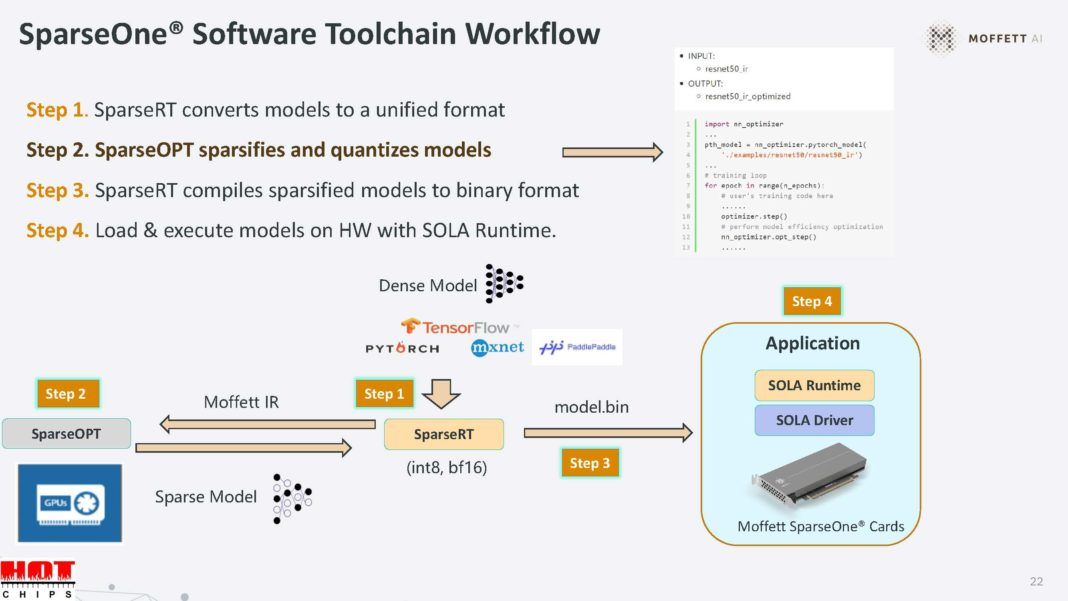 SparseOne® Software Toolchain Workflow
MOFFETT AI
Step 1. SparseRT converts models to a unified format
Step 2. SparseOPT sparsifies and quantizes models
Step 3. SparseRT compiles sparsified models to binary format
Step 4. Load & execute models on HW with SOLA Runtime.
• INPUT:
○ resnet50_ir
• OUTPUT:
○ resnet50_ir_optimized
1 import nn_optimizer
2 ...
3 pth_model = nn_optimizer.pytorch_model(
4 './examples/resnet50/resnet50_ir')
5 ...
6 # training loop
7 for epoch in range(n_epochs):
8 # user's training code here
9 ......
10 optimizer.step()
11 # perform model efficiency optimization
12 nn_optimizer.opt_step()
13 ......
Dense Model
TensorFlow™
PYTORCH
mxnet
PaddlePaddle
Step 1
Step 2
Moffett IR
SparseOPT
SparseRT
(int8, bf16)
GPUs
Sparse Model
model.bin
Step 3
Step 4
Application
SOLA Runtime
SOLA Driver
Moffett SparseOne® Cards
HOT
CHIPS
22